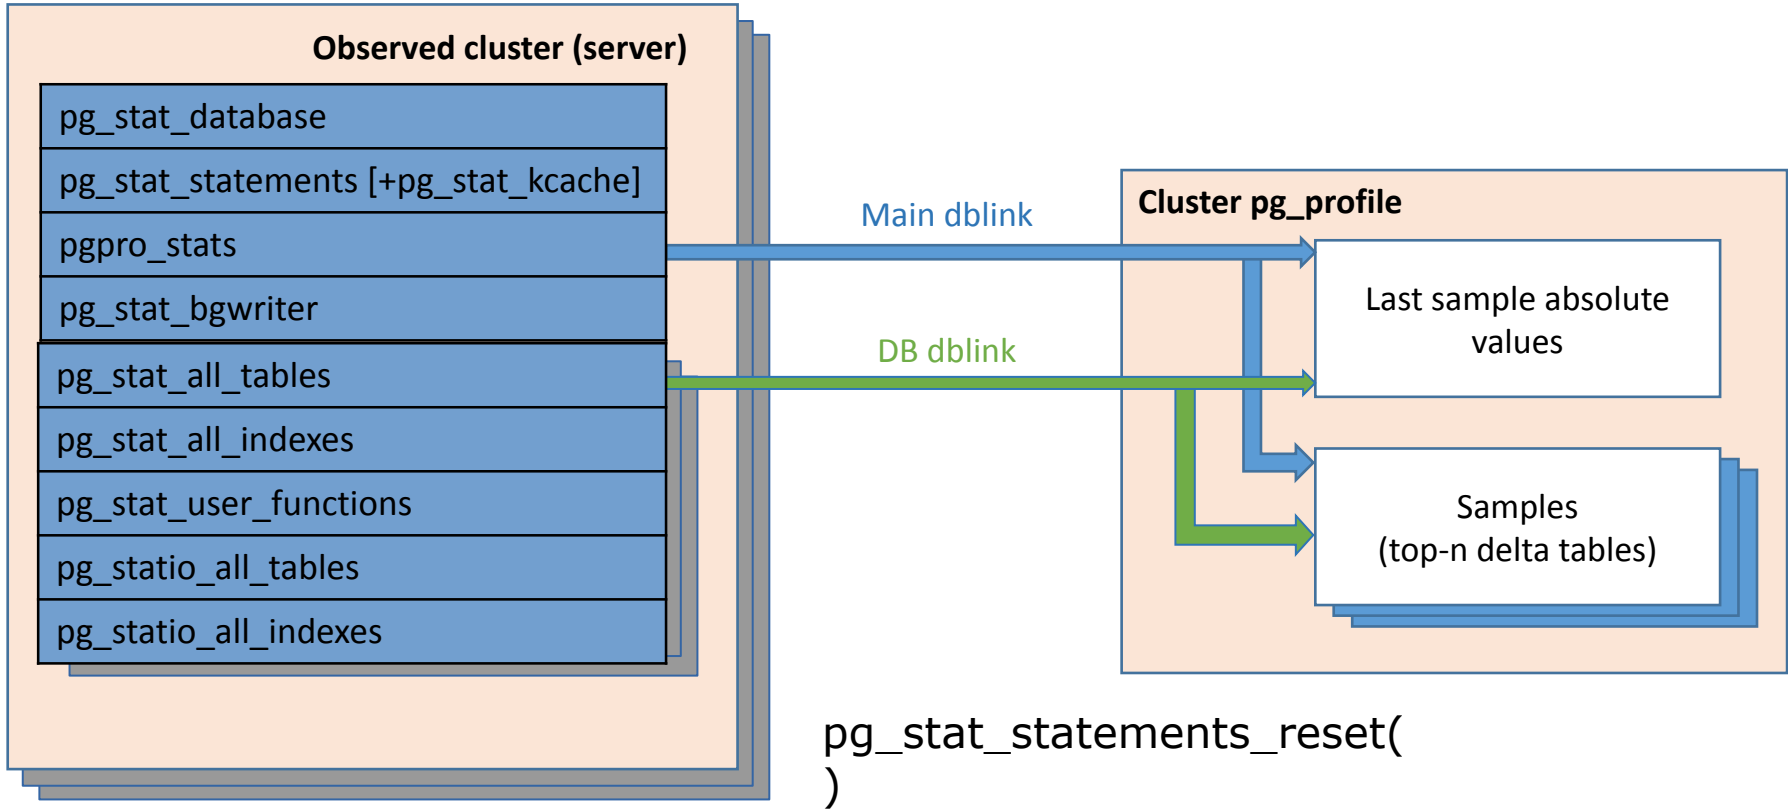 Observed cluster (server)
pg_stat_database
pg_stat_statements [+pg_stat_kcache]
pgpro_stats
pg_stat_bgwriter
pg_stat_all_tables
pg_stat_all_indexes
pg_stat_user_functions
pg_statio_all_tables
pg_statio_all_indexes
Main dblink
DB dblink
Cluster pg_profile
Last sample absolute
values
Samples
(top-n delta tables)
pg_stat_statements_reset(
)